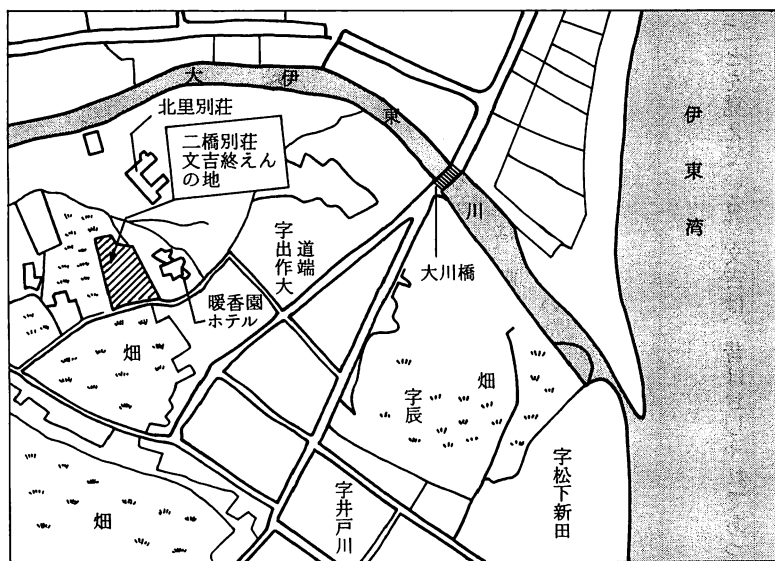 伊東大川
北里別荘
二橋別荘
文吉終えん
の地
伊東湾
道端
字出作大
大川橋
暖香園
ホテル
畑
畑
字辰
字松下新田
字井戸川
畑